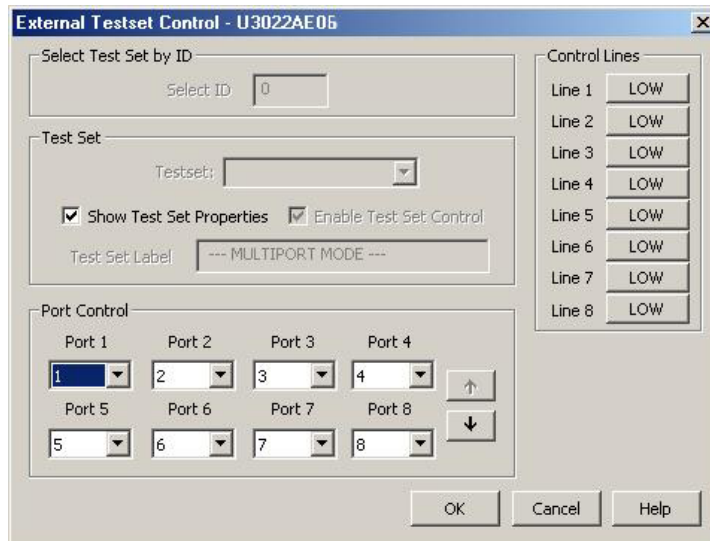 External Testset Control - U3022AE06
Select Test Set by ID
Select ID 0
Test Set
Testset:
Show Test Set Properties Enable Test Set Control
Test Set Label --- MULTIPORT MODE ---
Port Control
Port 1 Port 2 Port 3 Port 4
1 2 3 4
Port 5 Port 6 Port 7 Port 8
5 6 7 8
Control Lines
Line 1 LOW
Line 2 LOW
Line 3 LOW
Line 4 LOW
Line 5 LOW
Line 6 LOW
Line 7 LOW
Line 8 LOW
OK Cancel Help